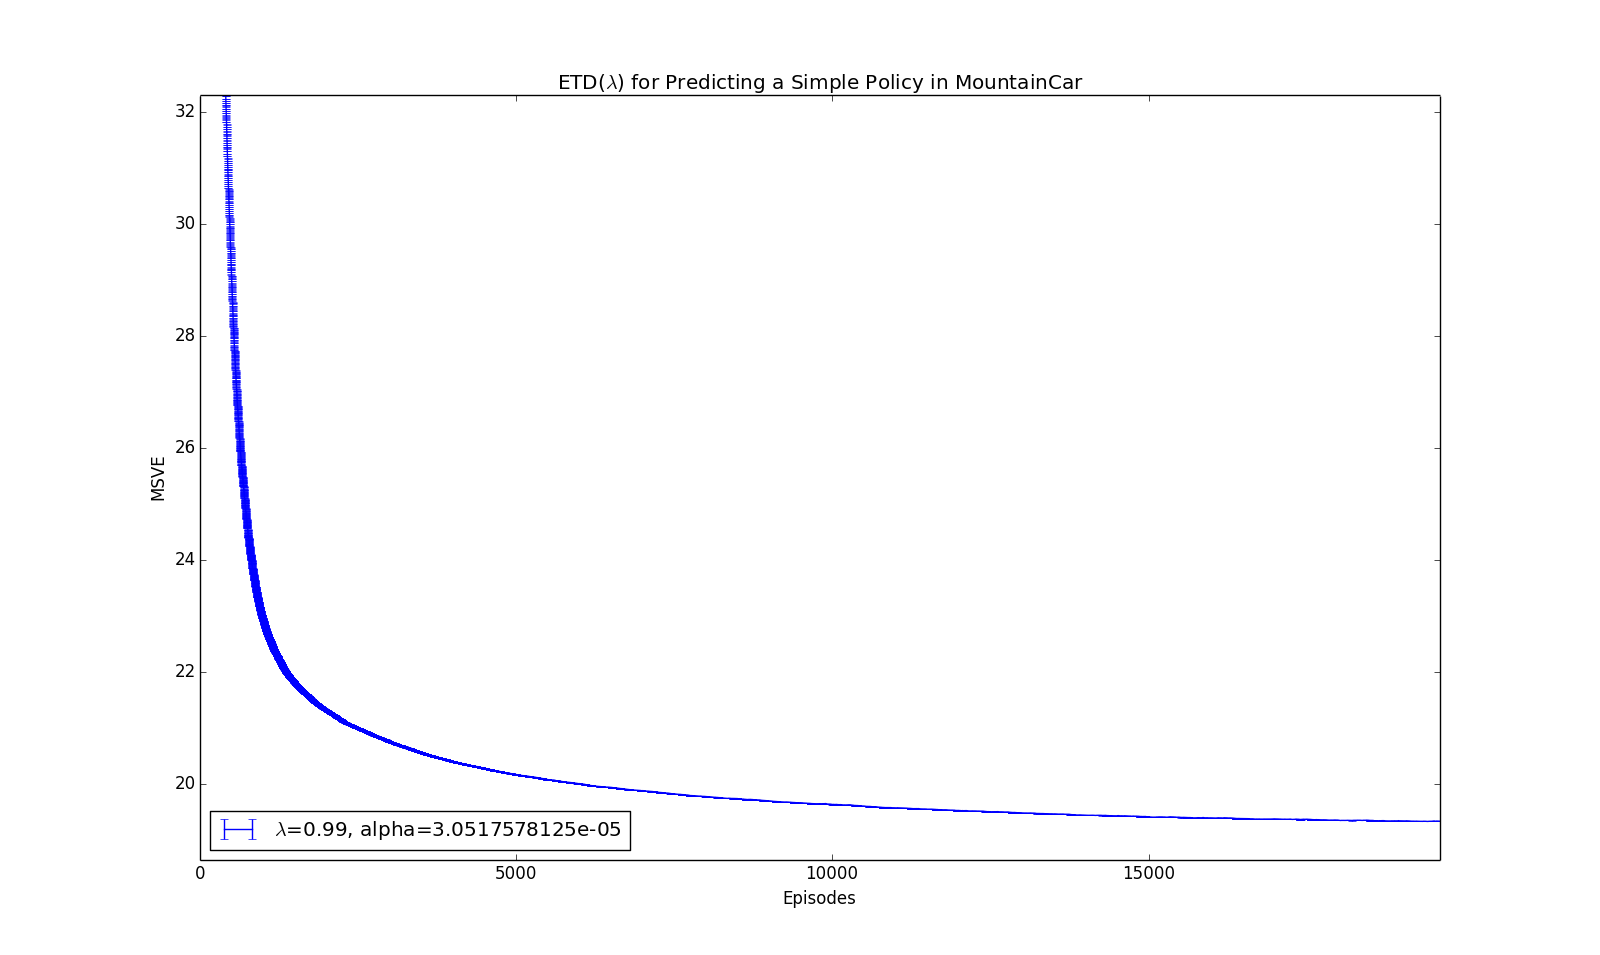 ETD(λ) for Predicting a Simple Policy in MountainCar
32
30
28
26
24
22
20
MSVE
λ=0.99, alpha=3.0517578125e-05
0 5000 10000 15000
Episodes